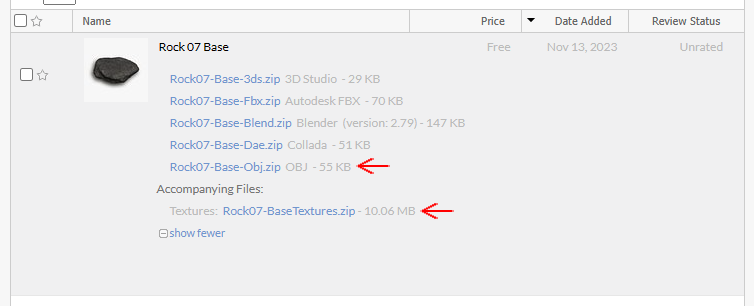 Name Price Date Added Review Status
Rock 07 Base Free Nov 13, 2023 Unrated
Rock07-Base-3ds.zip 3D Studio - 29 KB
Rock07-Base-Fbx.zip Autodesk FBX - 70 KB
Rock07-Base-Blend.zip Blender (version: 2.79) - 147 KB
Rock07-Base-Dae.zip Collada - 51 KB
Rock07-Base-Obj.zip OBJ - 55 KB
Accompanying Files:
Textures: Rock07-BaseTextures.zip - 10.06 MB
show fewer